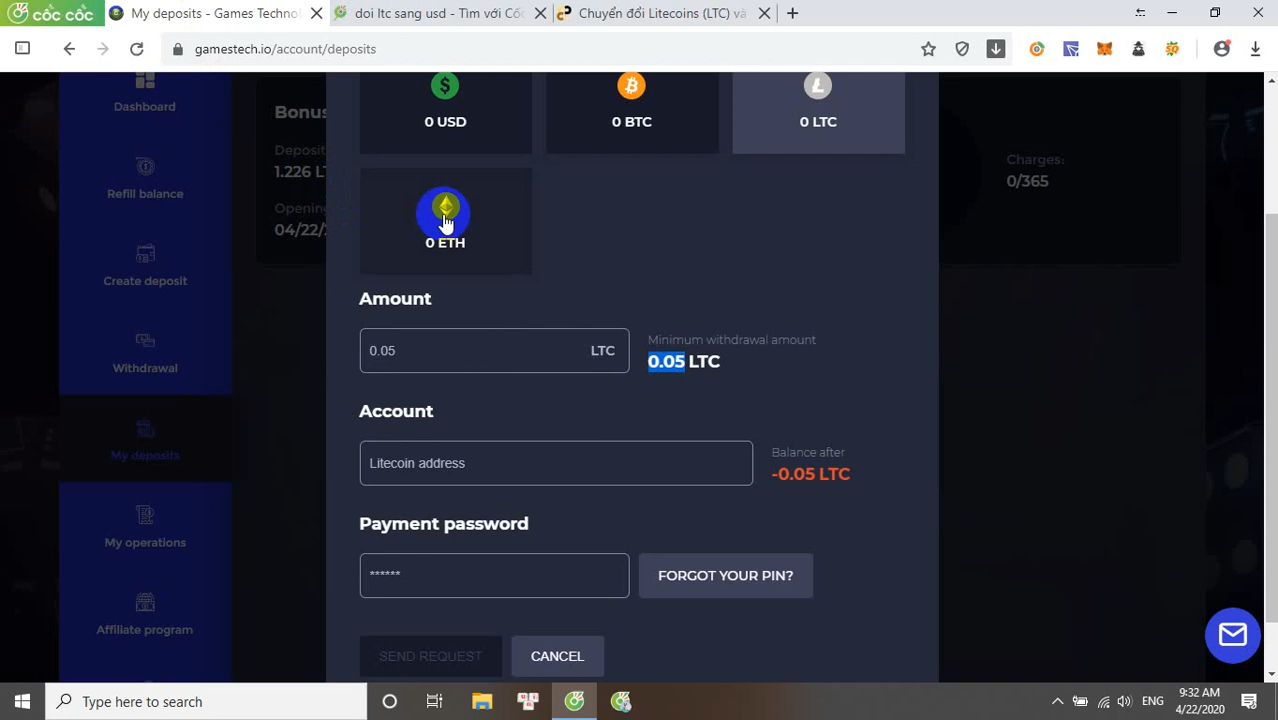 cốc cốc
My deposits - Games Technol
doi ltc sang usdt - Tìm với Cốc
Chuyển đổi Litecoins (LTC) và
gamestech.io/account/deposits
Dashboard
Refill balance
Create deposit
Withdrawal
My deposits
My operations
Affiliate program
Bonus
Deposit
1.226 LT
Opening
04/22/2
Charges:
0/365
0 USD
0 BTC
0 LTC
0 ETH
Amount
0.05 LTC
Minimum withdrawal amount
0.05 LTC
Account
Litecoin address
Balance after
-0.05 LTC
Payment password
******
FORGOT YOUR PIN?
SEND REQUEST
CANCEL
Type here to search
ENG
9:32 AM
4/22/2020